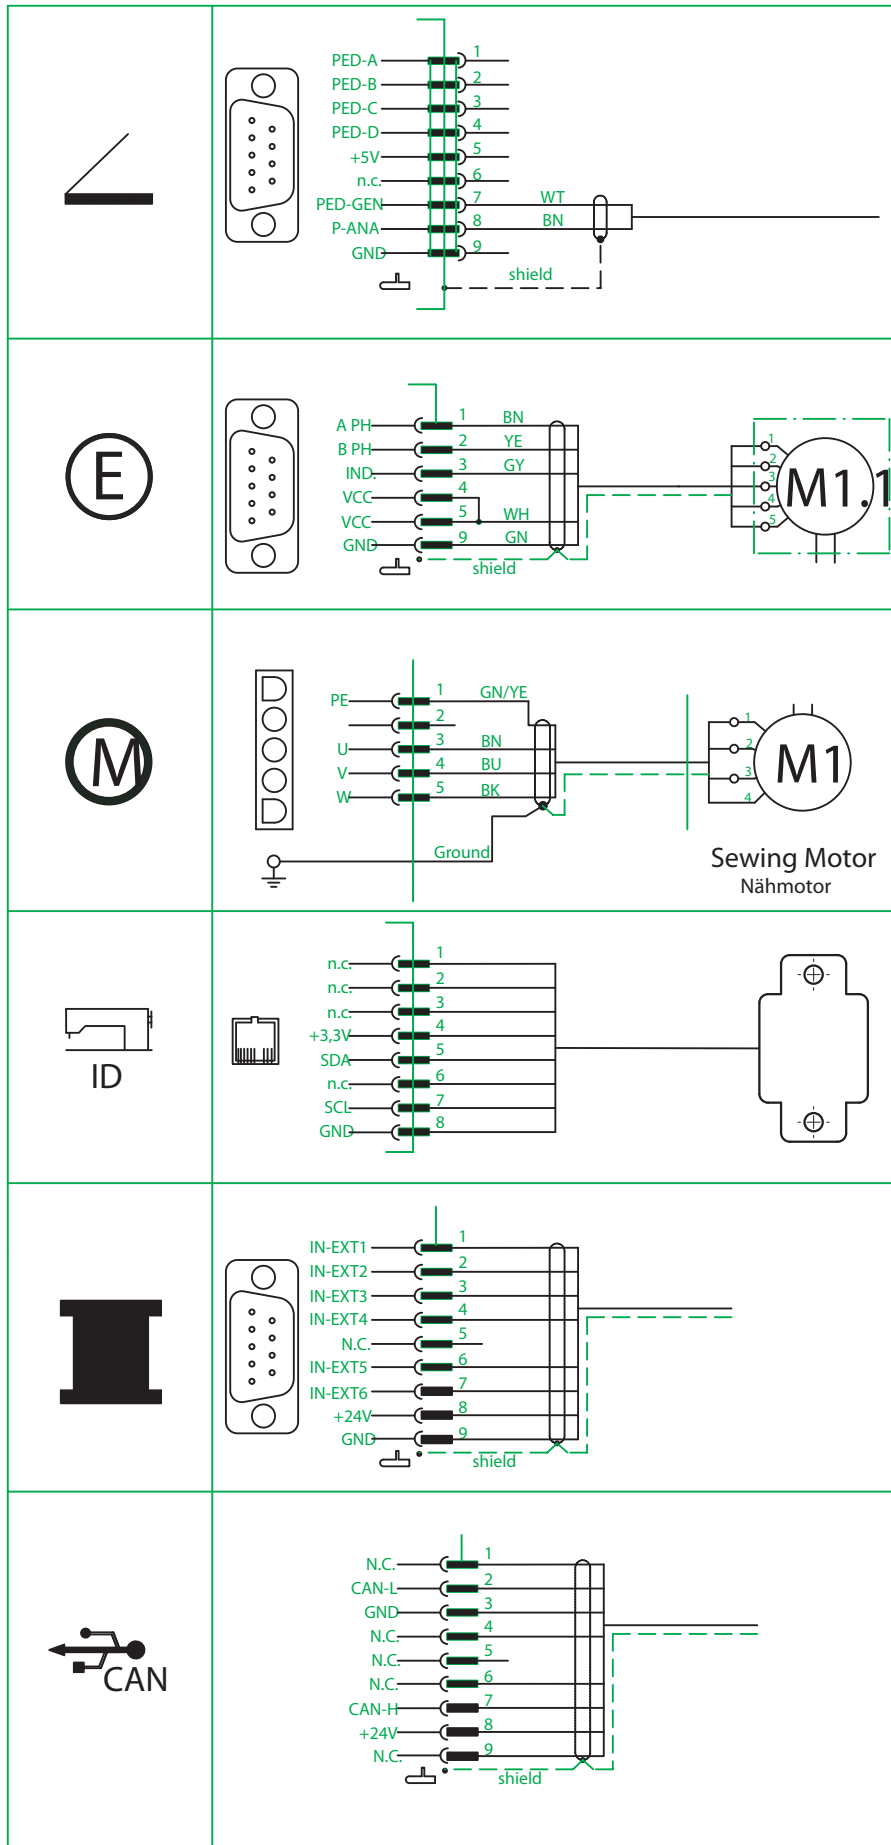 PED-A 1
PED-B 2
PED-C 3
PED-D 4
+5V 5
n.c. 6
PED-GEN 7 WT
P-ANA 8 BN
GND 9
shield
E
A PH 1 BN
B PH 2 YE
IND. 3 GY
VCC 4
VCC 5 WH
GND 9 GN
shield
1
2
3
4
5
M1.1
M
PE 1 GN/YE
2
U 3 BN
V 4 BU
W 5 BK
Ground
1
2
3
4
M1
Sewing Motor
Nähmotor
ID
n.c. 1
n.c. 2
n.c. 3
+3,3V 4
SDA 5
n.c. 6
SCL 7
GND 8
IN-EXT1 1
IN-EXT2 2
IN-EXT3 3
IN-EXT4 4
N.C. 5
IN-EXT5 6
IN-EXT6 7
+24V 8
GND 9
shield
CAN
N.C. 1
CAN-L 2
GND 3
N.C. 4
N.C. 5
N.C. 6
CAN-H 7
+24V 8
N.C. 9
shield